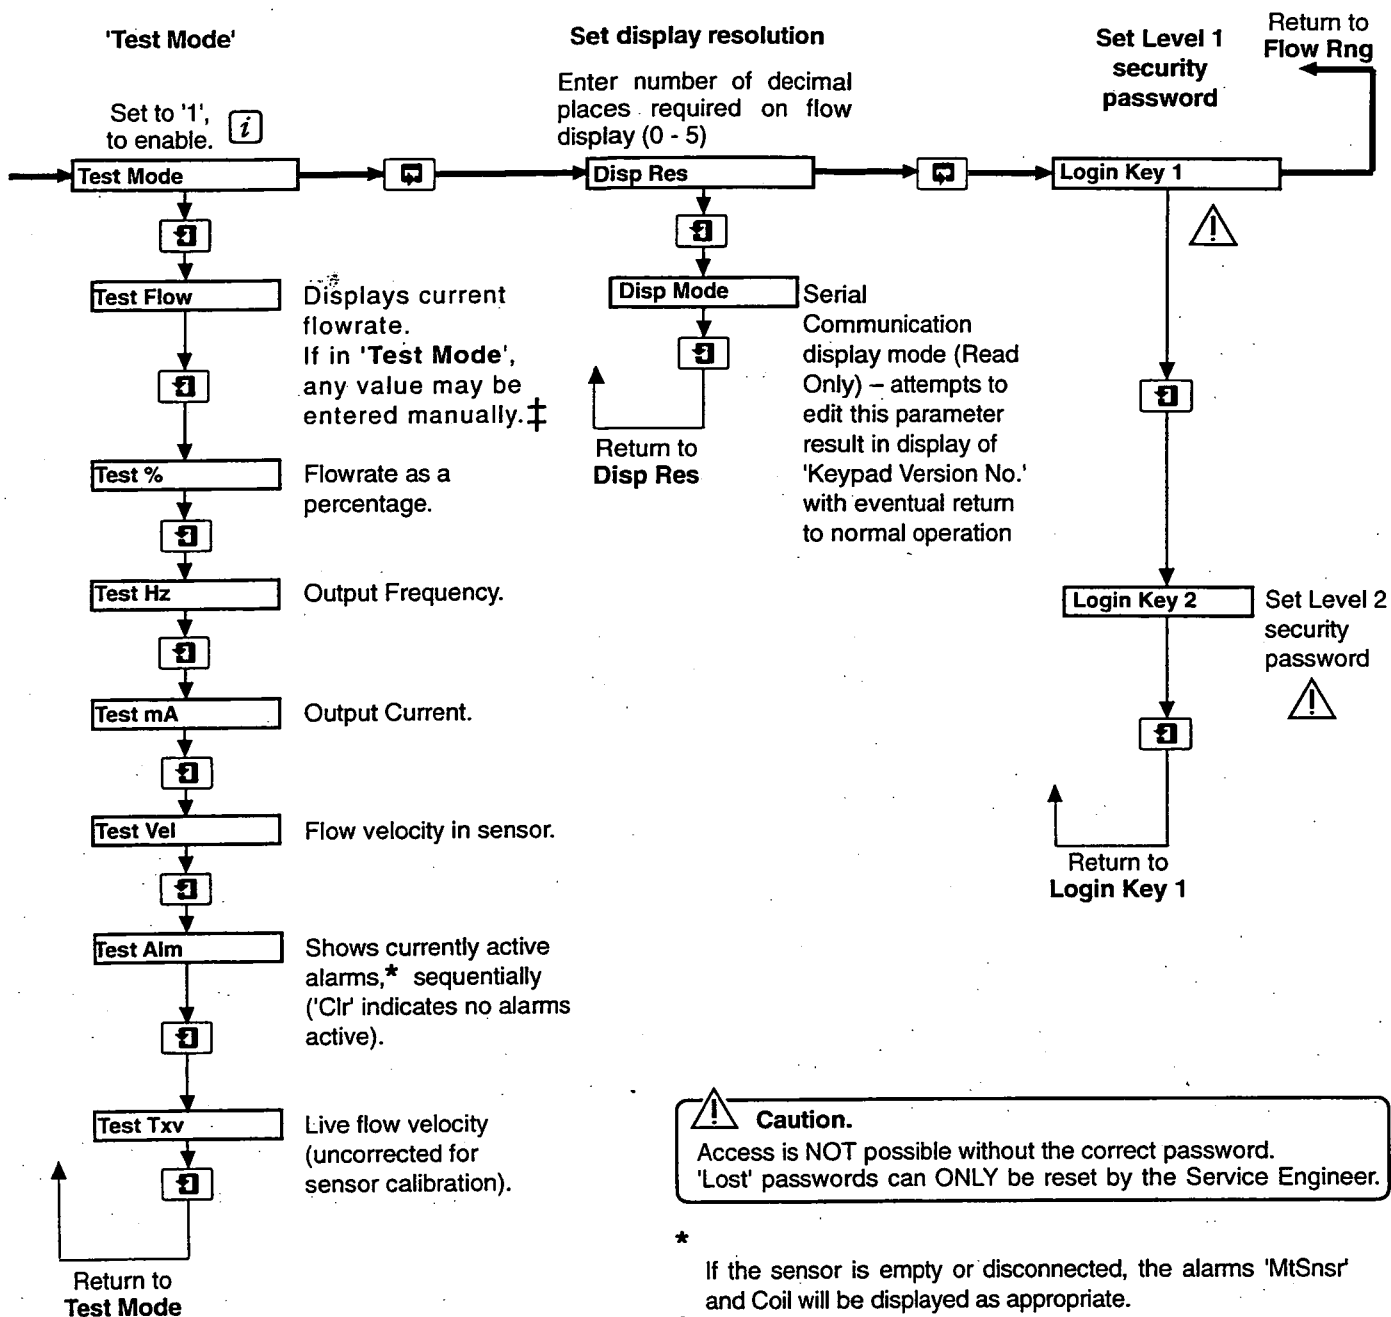 'Test Mode'
Set to '1',
to enable.
i
Test Mode
Test Flow
Displays current
flowrate.
If in 'Test Mode',
any value may be
entered manually.‡
Test %
Flowrate as a
percentage.
Test Hz
Output Frequency.
Test mA
Output Current.
Test Vel
Flow velocity in sensor.
Test Alm
Shows currently active
alarms,* sequentially
('Clr' indicates no alarms
active).
Test Txv
Live flow velocity
(uncorrected for
sensor calibration).
Return to
Test Mode
Set display resolution
Enter number of decimal
places required on flow
display (0 - 5)
Disp Res
Disp Mode
Serial
Communication
display mode (Read
Only) – attempts to
edit this parameter
result in display of
'Keypad Version No.'
with eventual return
to normal operation
Return to
Disp Res
Set Level 1
security
password
Return to
Flow Rng
Login Key 1
!
Login Key 2
Set Level 2
security
password
!
Return to
Login Key 1
! Caution.
Access is NOT possible without the correct password.
'Lost' passwords can ONLY be reset by the Service Engineer.
*
If the sensor is empty or disconnected, the alarms 'MtSnsr'
and Coil will be displayed as appropriate.